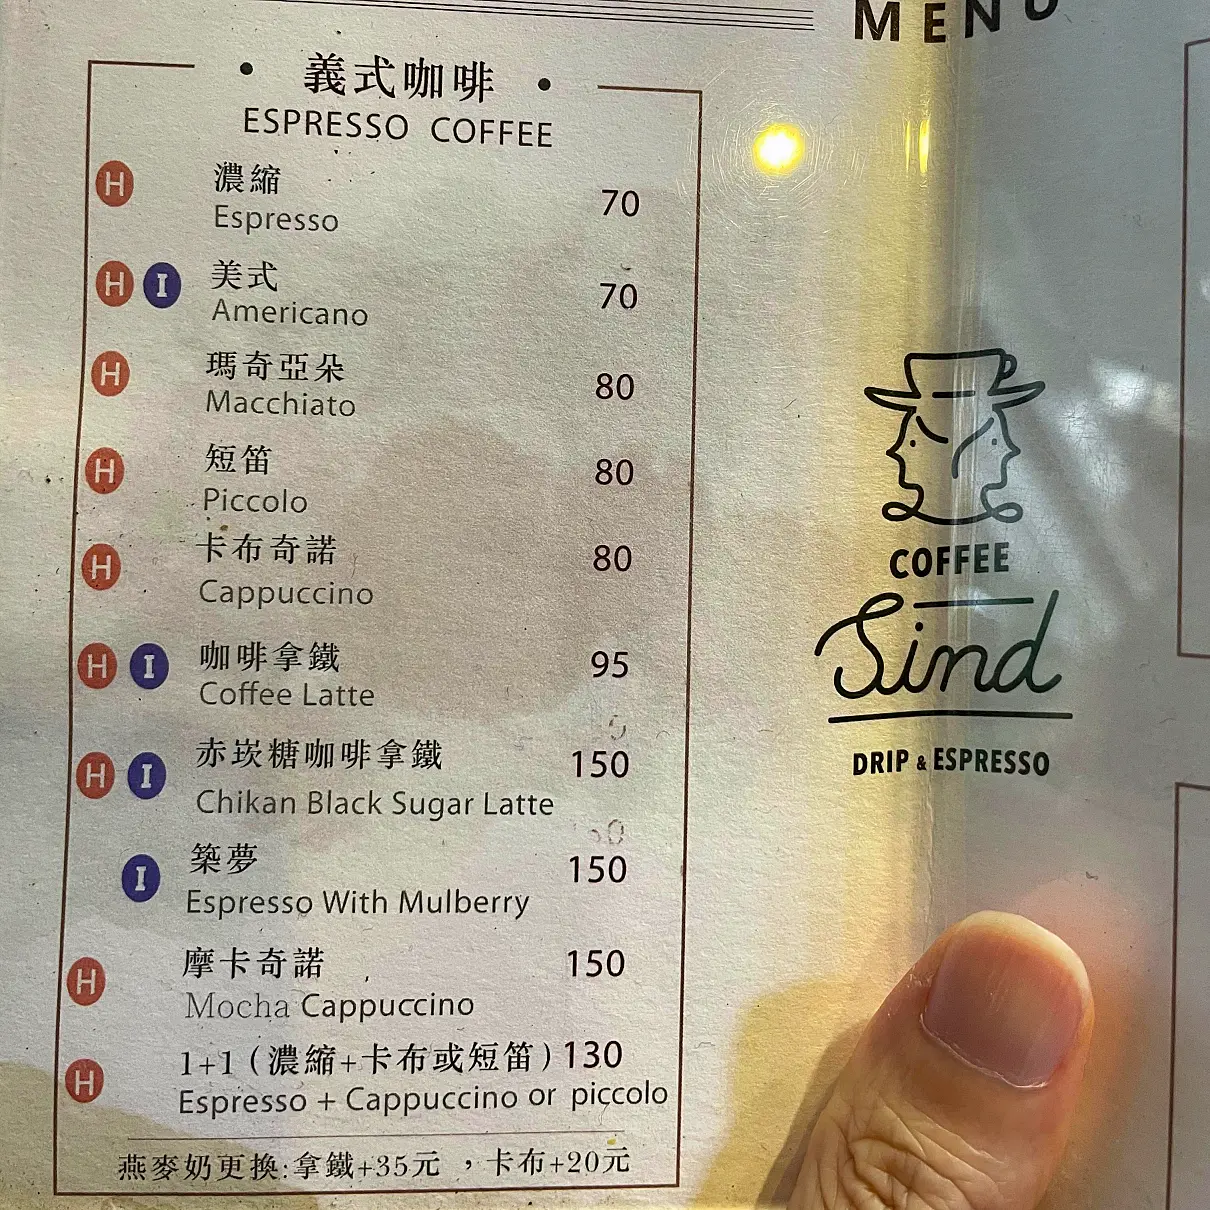 MENU
• 義式咖啡 •
ESPRESSO COFFEE
H 濃縮 70
Espresso
H I 美式 70
Americano
H 瑪奇亞朵 80
Macchiato
H 短笛 80
Piccolo
H 卡布奇諾 80
Cappuccino
H I 咖啡拿鐵 95
Coffee Latte
H I 赤崁糖咖啡拿鐵 150
Chikan Black Sugar Latte
I 築夢 150
Espresso With Mulberry
H 摩卡奇諾 150
Mocha Cappuccino
H 1+1(濃縮+卡布或短笛) 130
Espresso + Cappuccino or piccolo
燕麥奶更換:拿鐵+35元 ,卡布+20元
COFFEE
Sind
DRIP & ESPRESSO